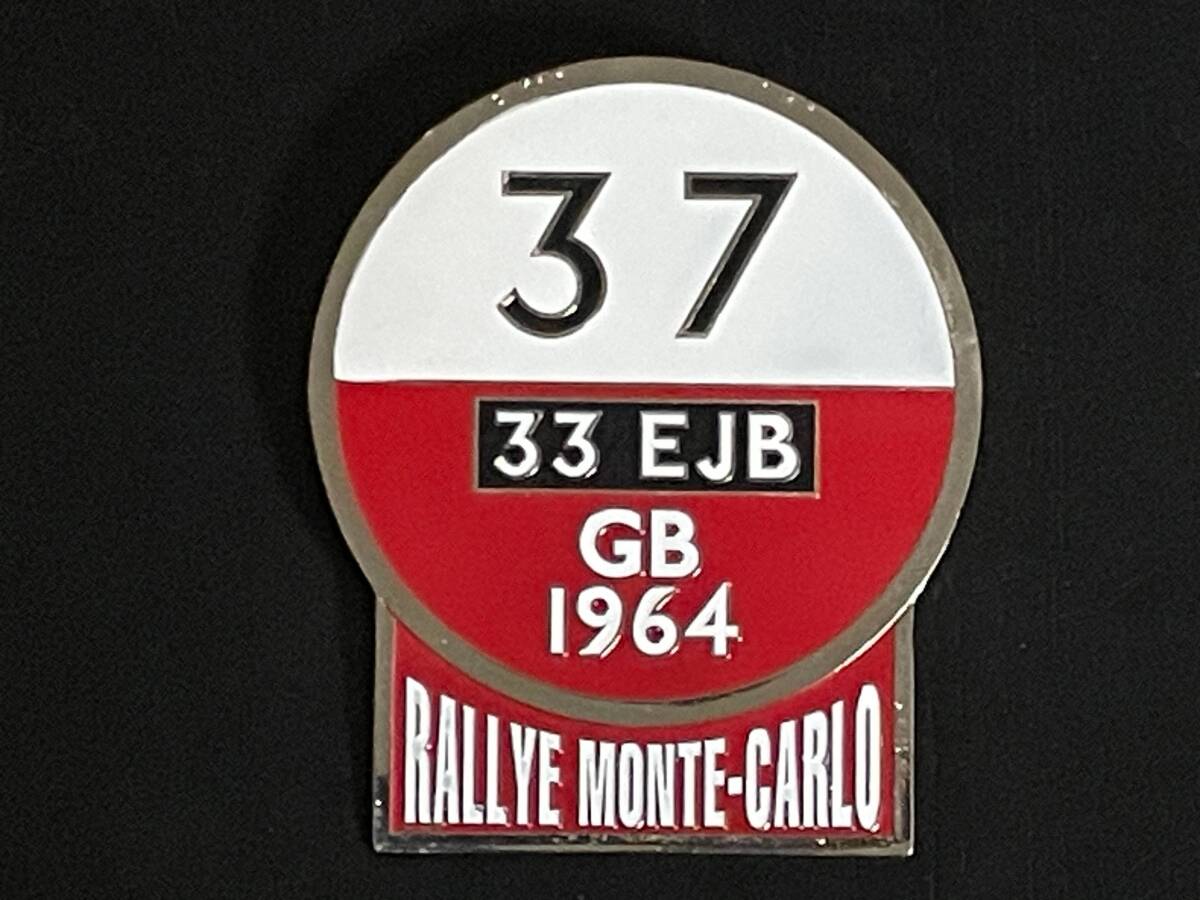 37
33 EJB
GB
1964
RALLYE MONTE-CARLO